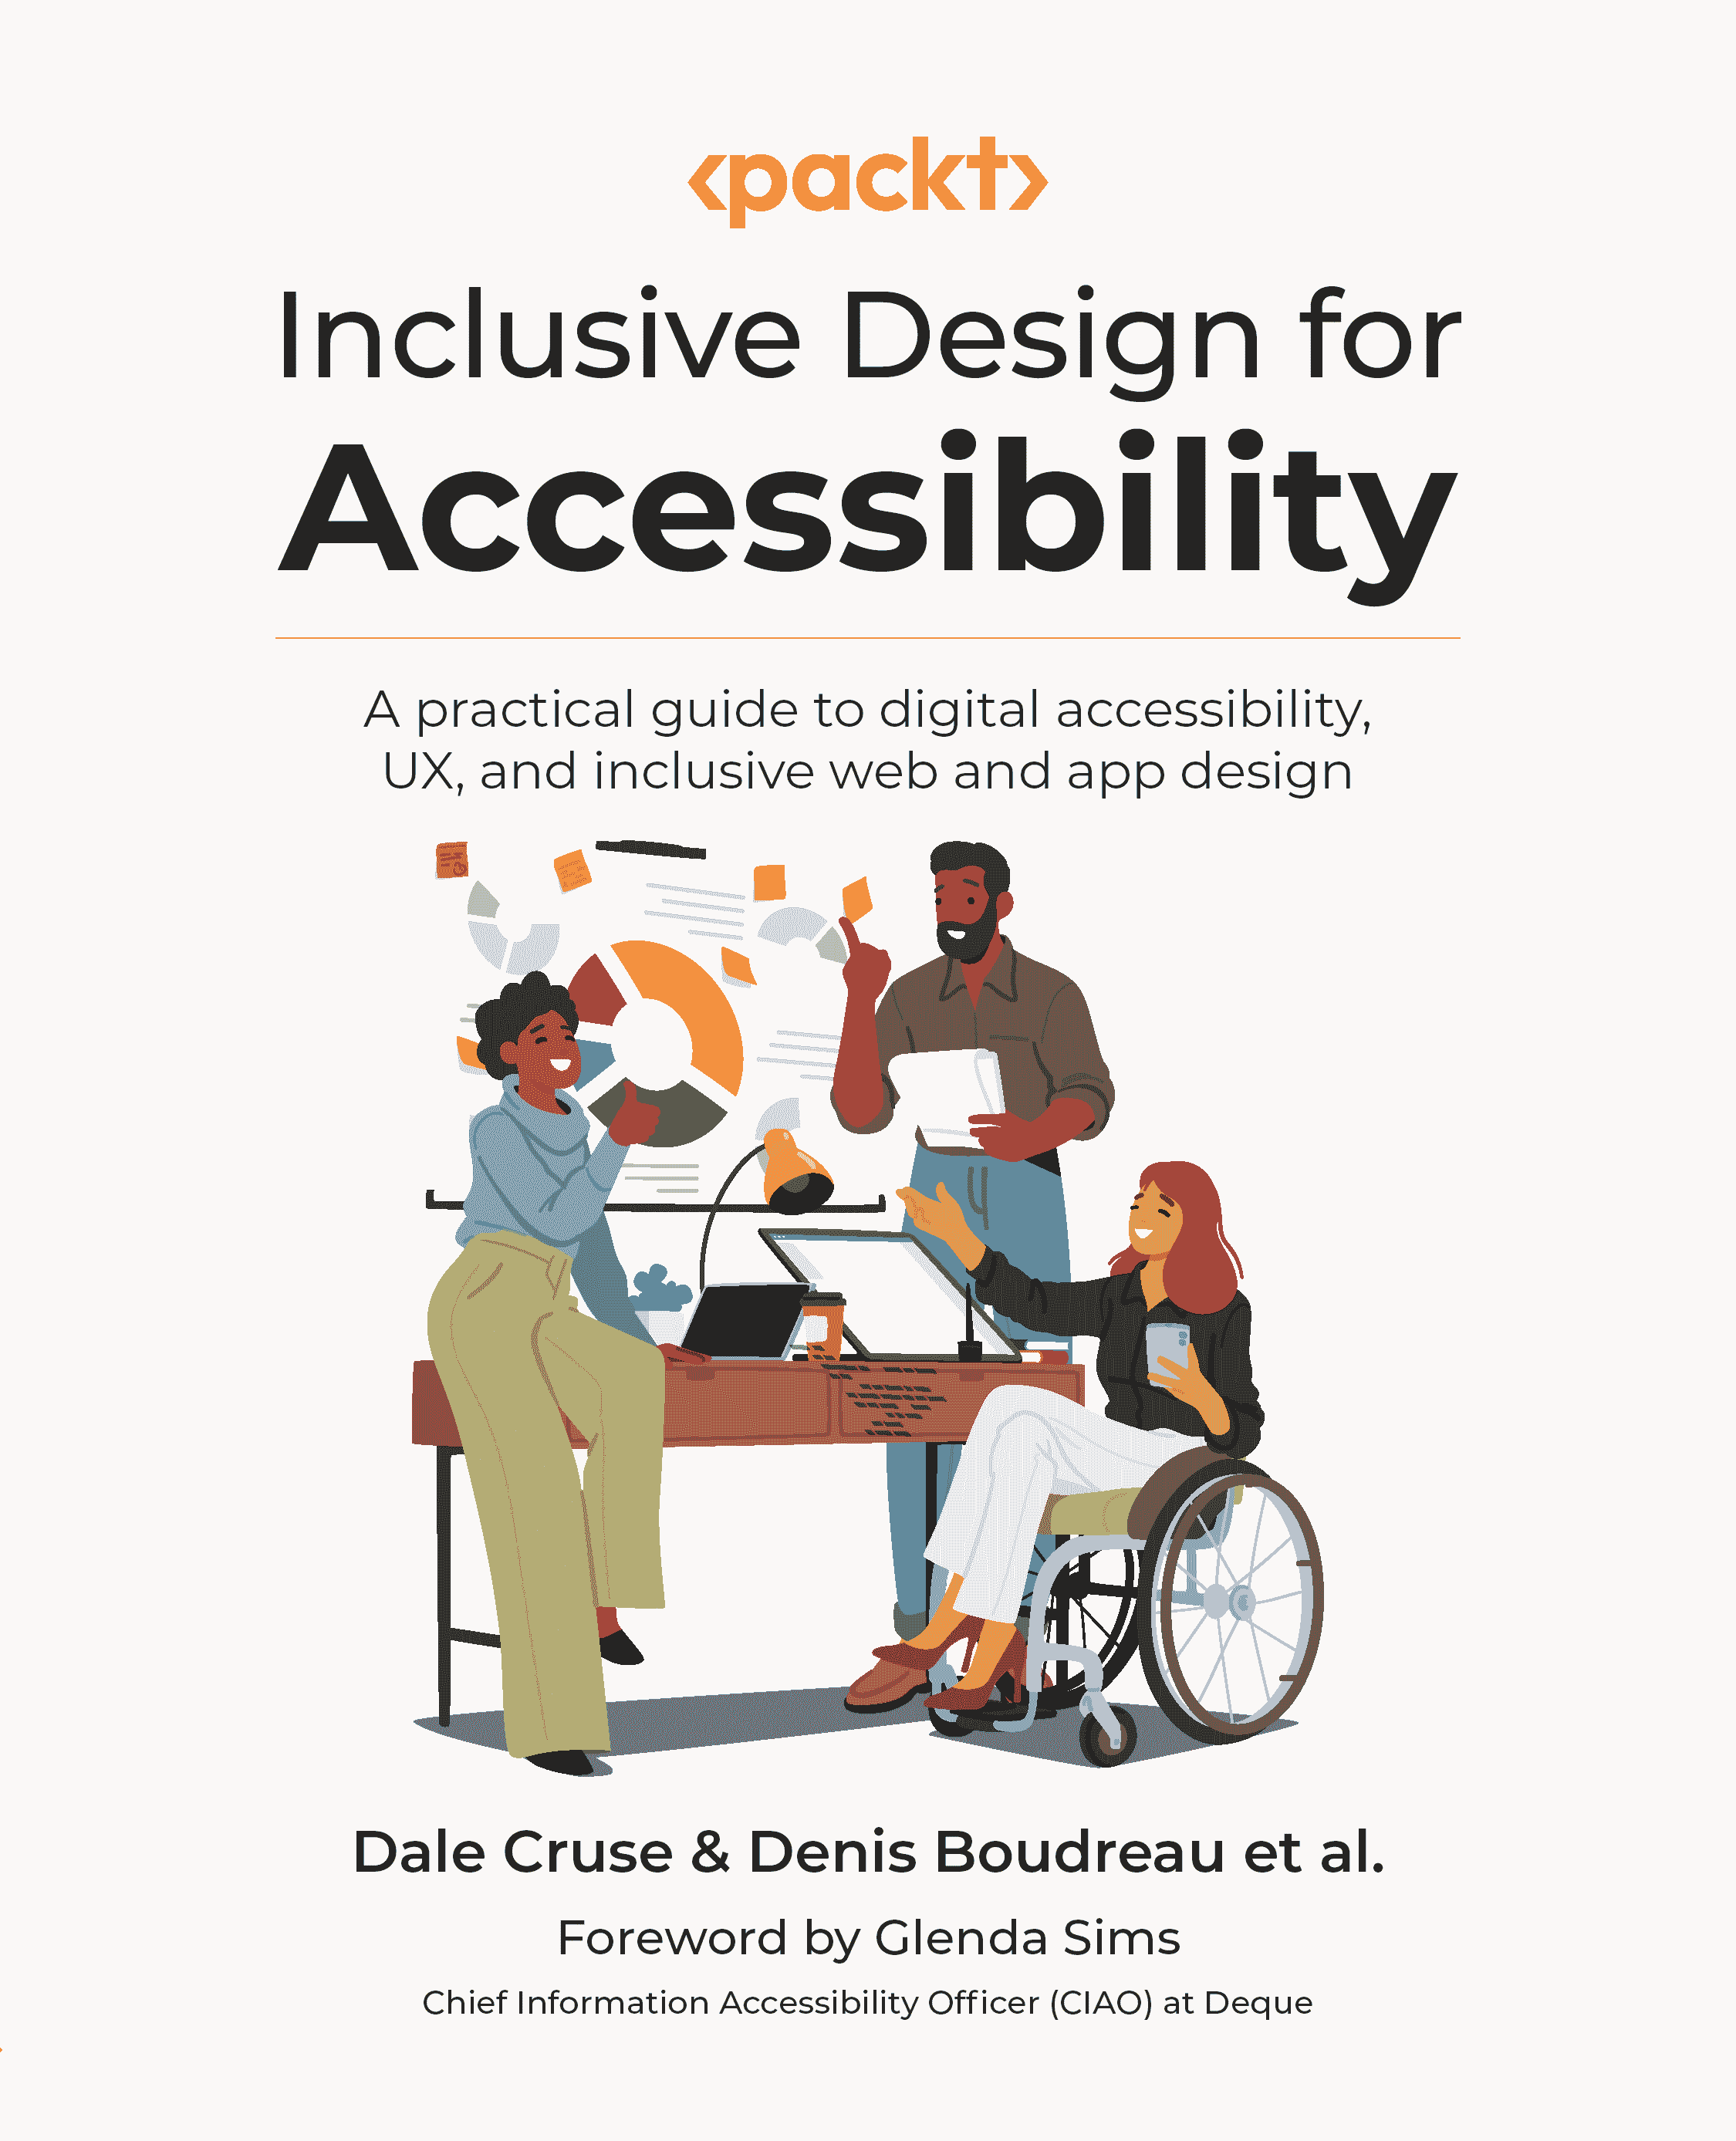 <packt>
Inclusive Design for
Accessibility
A practical guide to digital accessibility,
UX, and inclusive web and app design
Dale Cruse & Denis Boudreau et al.
Foreword by Glenda Sims
Chief Information Accessibility Officer (CIAO) at Deque